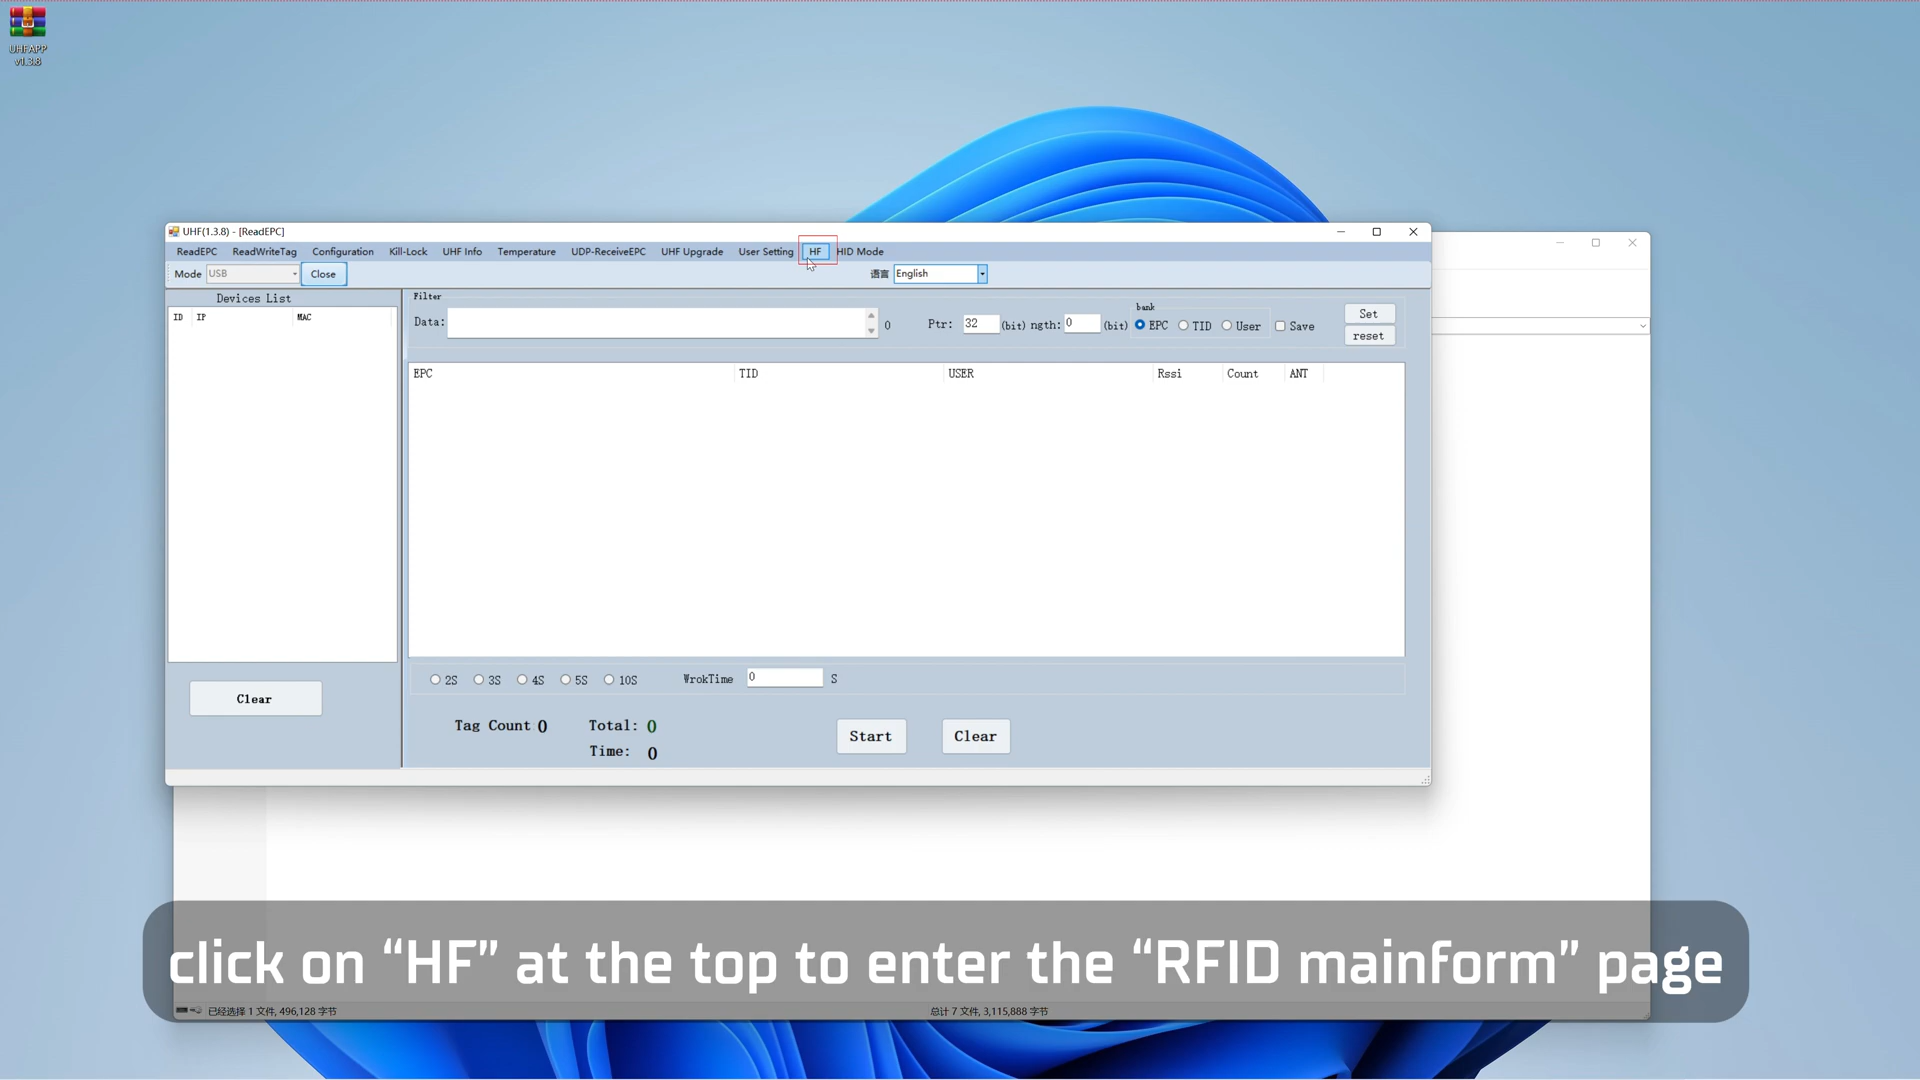 UHFAPP
v1.3.8
UHF(1.3.8) - [ReadEPC]
ReadEPC ReadWriteTag Configuration Kill-Lock UHF Info Temperature UDP-ReceiveEPC UHF Upgrade User Setting HF HID Mode
Mode USB Close 语言 English
Devices List
ID IP MAC
Clear
Filter
Data: 0 Ptr: 32 (bit) ngth: 0 (bit)
bank
EPC TID User Save
Set
reset
EPC TID USER Rssi Count ANT
2S 3S 4S 5S 10S WrokTime 0 S
Tag Count 0 Total: 0
Time: 0
Start Clear
click on “HF” at the top to enter the “RFID mainform” page
已经选择 1 文件, 496,128 字节 总计 7 文件, 3,115,888 字节